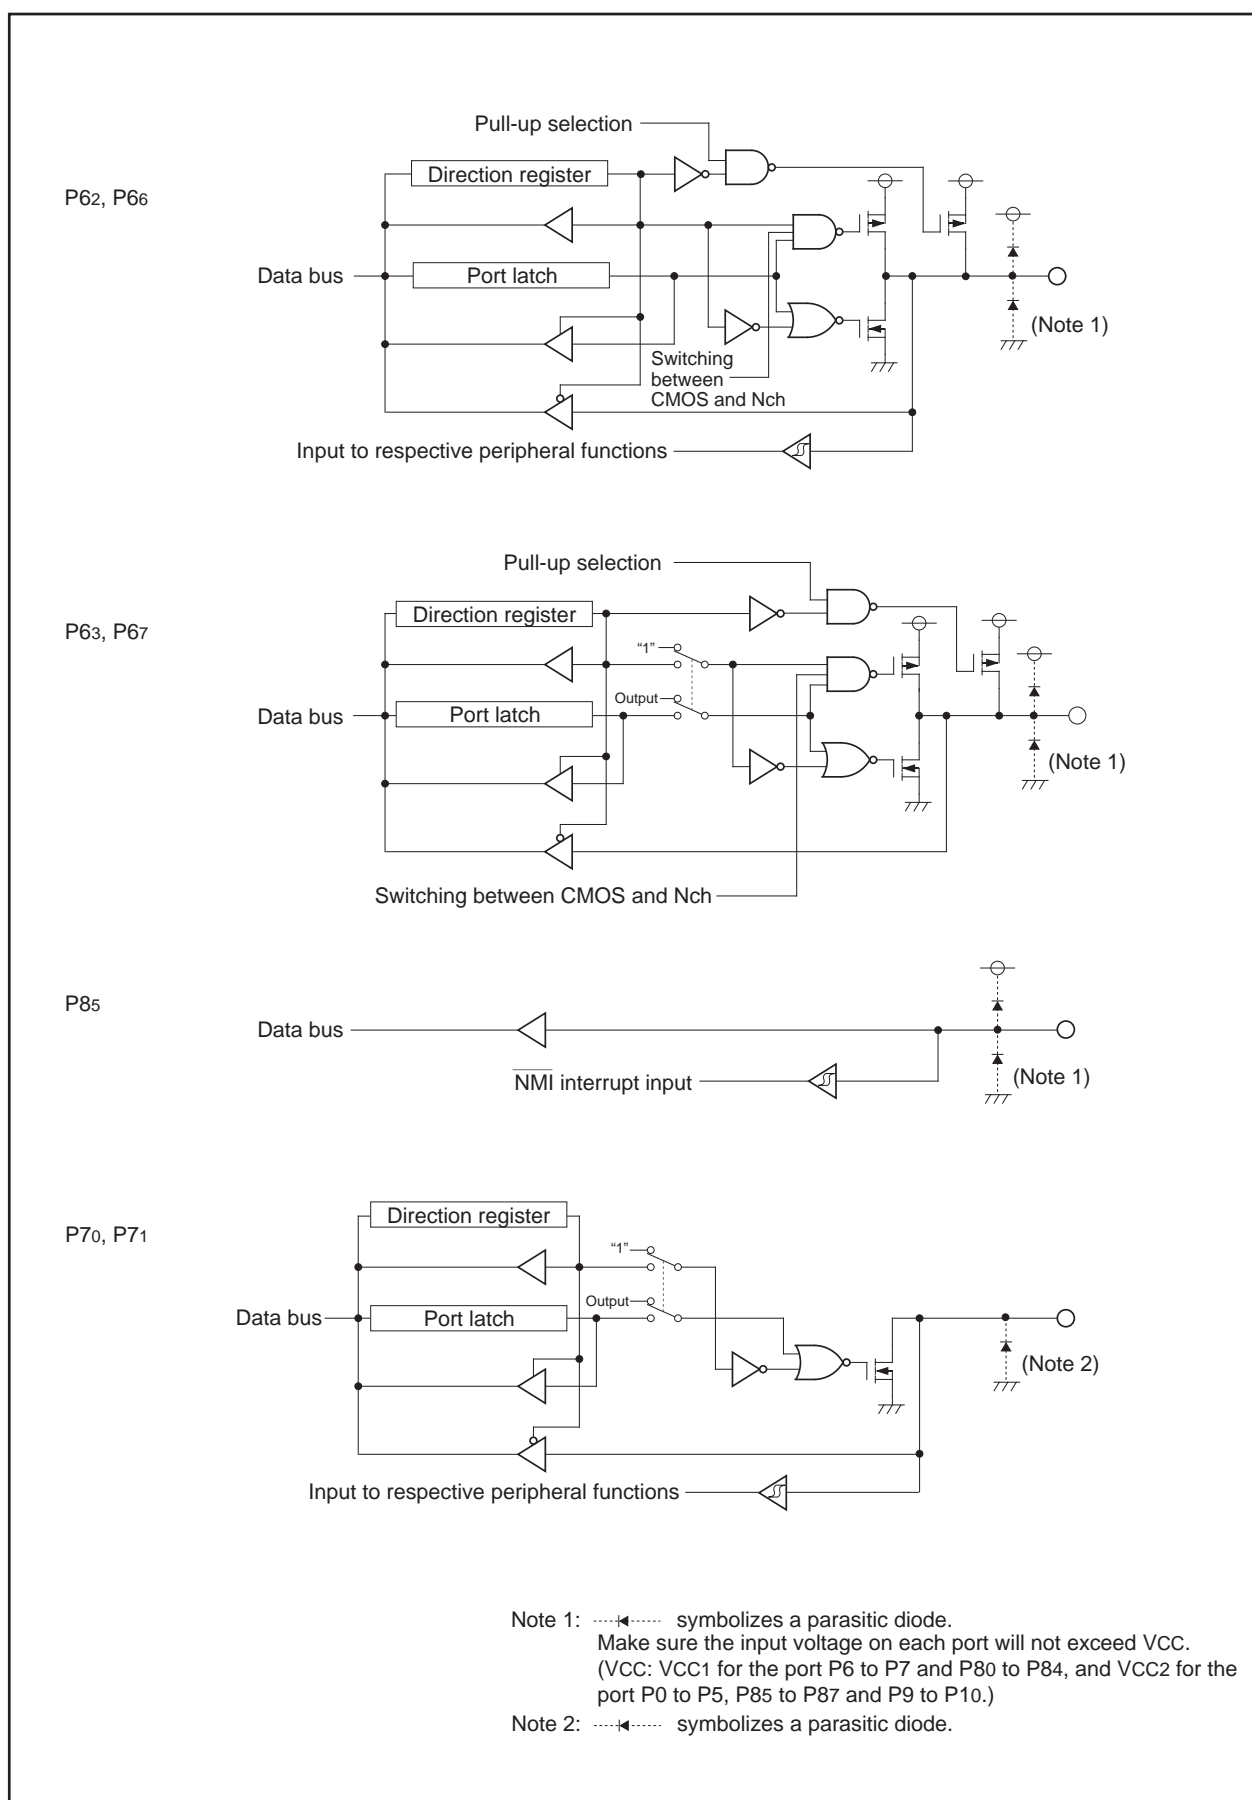 Pull-up selection
P62, P66
Direction register
Data bus
Port latch
(Note 1)
Switching
between
CMOS and Nch
Input to respective peripheral functions
Pull-up selection
P63, P67
Direction register
“1”
Output
Data bus
Port latch
(Note 1)
Switching between CMOS and Nch
P85
Data bus
NMI interrupt input
(Note 1)
P70, P71
Direction register
“1”
Output
Data bus
Port latch
(Note 2)
Input to respective peripheral functions
Note 1: symbolizes a parasitic diode.
Make sure the input voltage on each port will not exceed VCC.
(VCC: VCC1 for the port P6 to P7 and P80 to P84, and VCC2 for the
port P0 to P5, P85 to P87 and P9 to P10.)
Note 2: symbolizes a parasitic diode.